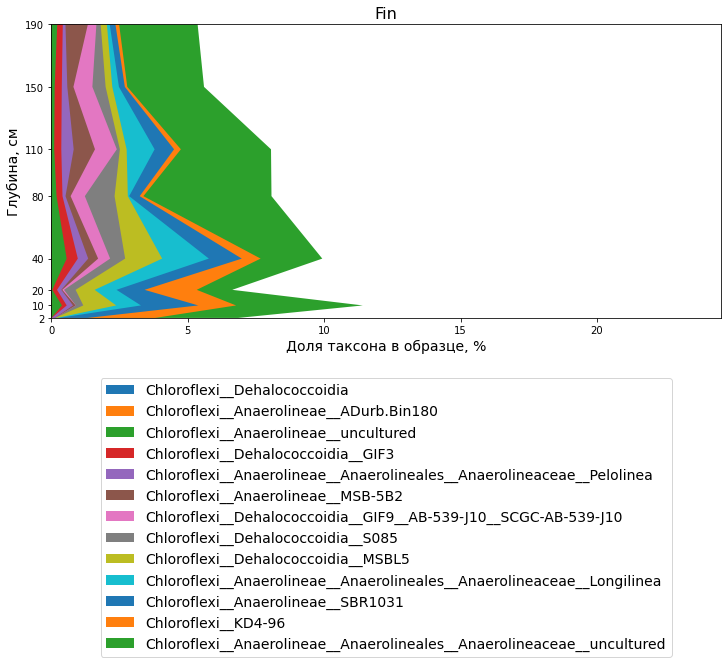 Fin
Глубина, см
190
150
110
80
40
20
10
2
0 5 10 15 20
Доля таксона в образце, %
Chloroflexi__Dehalococcoidia
Chloroflexi__Anaerolineae__ADurb.Bin180
Chloroflexi__Anaerolineae__uncultured
Chloroflexi__Dehalococcoidia__GIF3
Chloroflexi__Anaerolineae__Anaerolineales__Anaerolineaceae__Pelolinea
Chloroflexi__Anaerolineae__MSB-5B2
Chloroflexi__Dehalococcoidia__GIF9__AB-539-J10__SCGC-AB-539-J10
Chloroflexi__Dehalococcoidia__S085
Chloroflexi__Dehalococcoidia__MSBL5
Chloroflexi__Anaerolineae__Anaerolineales__Anaerolineaceae__Longilinea
Chloroflexi__Anaerolineae__SBR1031
Chloroflexi__KD4-96
Chloroflexi__Anaerolineae__Anaerolineales__Anaerolineaceae__uncultured